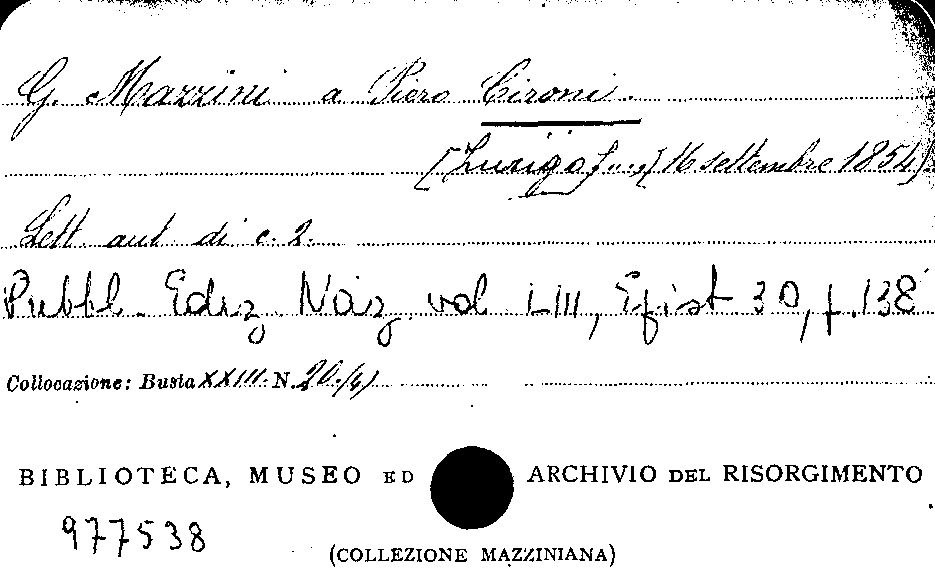 G. Mazzini a Piero Cironi.
[Zurigo], [16 settembre 1854]
Lett. aut. di c. 2.
Pubbl. Ediz. Naz. vol. LIII, Epist. 30, p. 138
Collocazione: Busta XXIII. N. 20. (4)
BIBLIOTECA, MUSEO ED ARCHIVIO DEL RISORGIMENTO
977538
(COLLEZIONE MAZZINIANA)